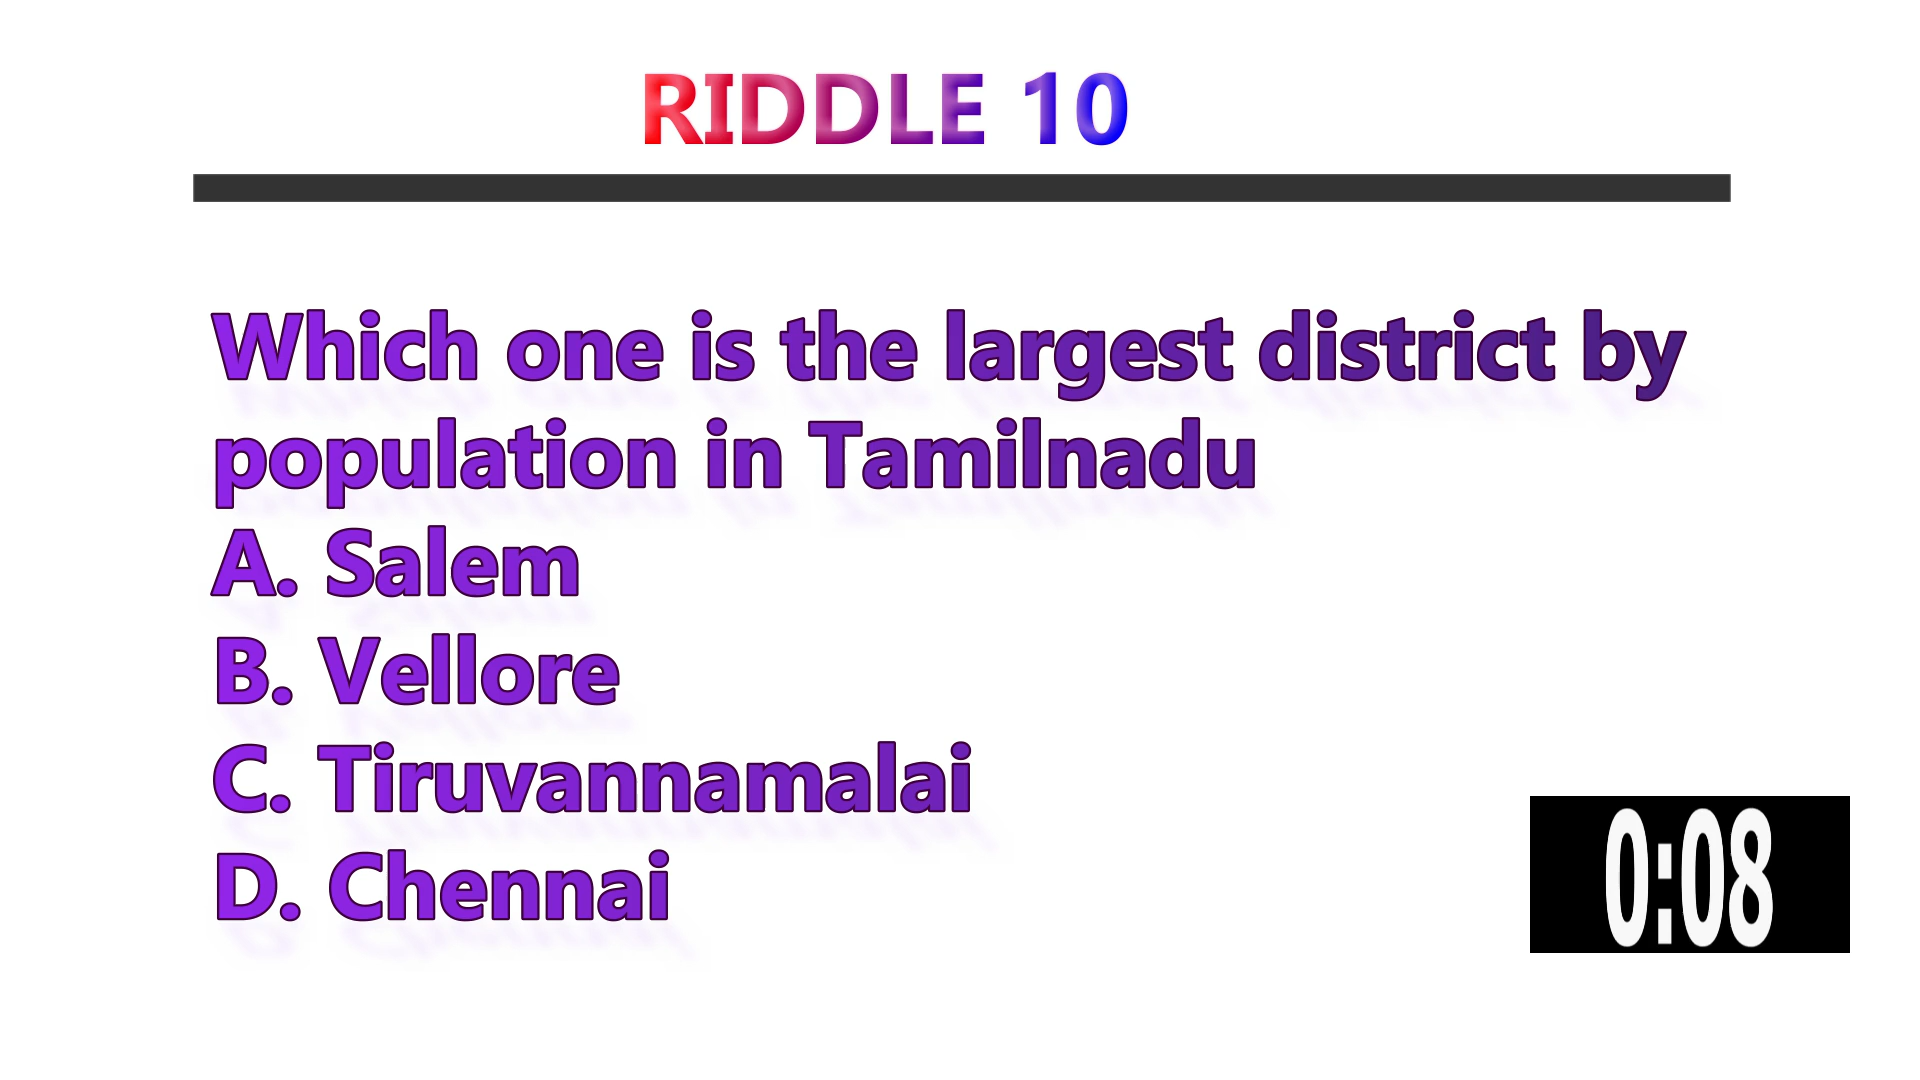 RIDDLE 10
Which one is the largest district by
population in Tamilnadu
A. Salem
B. Vellore
C. Tiruvannamalai
D. Chennai
0:08